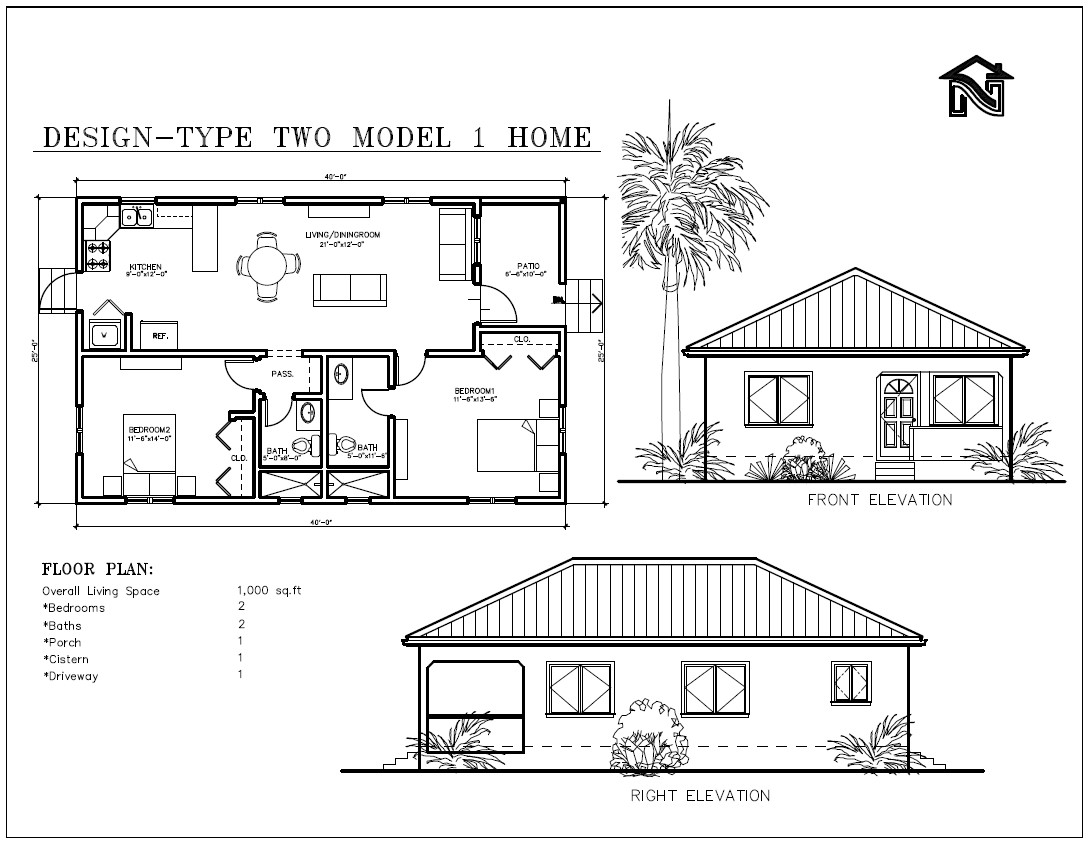 DESIGN-TYPE TWO MODEL 1 HOME
40'-0"
25'-0"
KITCHEN
9'-0"x12'-0"
LIVING/DININGROOM
21'-0"x12'-0"
PATIO
6'-6"x10'-0"
REF.
CLO.
25'-0"
PASS.
BEDROOM1
11'-6"x13'-6"
BEDROOM2
11'-6"x14'-0"
CLO.
BATH
5'-0"x8'-0"
BATH
5'-0"x11'-6"
40'-0"
FRONT ELEVATION
FLOOR PLAN:
Overall Living Space 1,000 sq.ft
*Bedrooms 2
*Baths 2
*Porch 1
*Cistern 1
*Driveway 1
RIGHT ELEVATION